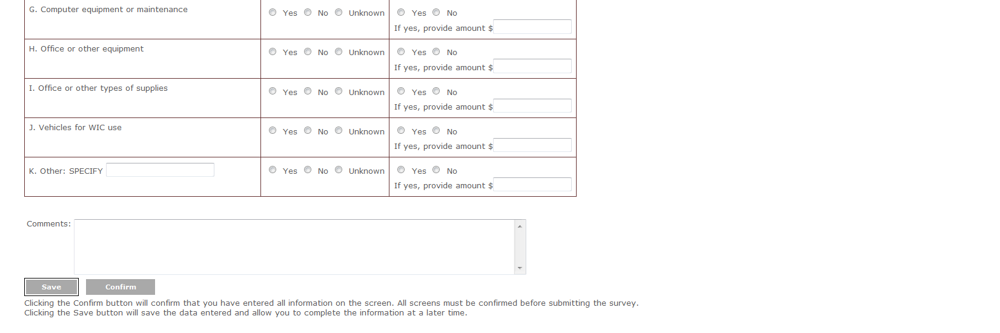 G. Computer equipment or maintenance
Yes No Unknown
Yes No
If yes, provide amount $
H. Office or other equipment
Yes No Unknown
Yes No
If yes, provide amount $
I. Office or other types of supplies
Yes No Unknown
Yes No
If yes, provide amount $
J. Vehicles for WIC use
Yes No Unknown
Yes No
If yes, provide amount $
K. Other: SPECIFY
Yes No Unknown
Yes No
If yes, provide amount $
Comments:
Save
Confirm
Clicking the Confirm button will confirm that you have entered all information on the screen. All screens must be confirmed before submitting the survey.
Clicking the Save button will save the data entered and allow you to complete the information at a later time.